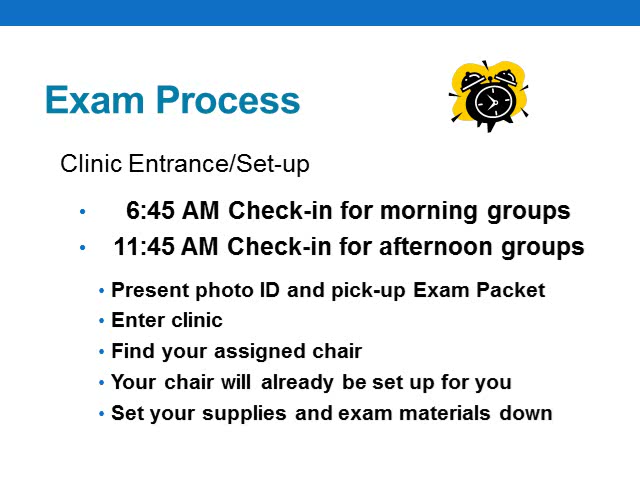 Exam Process
Clinic Entrance/Set-up
• 6:45 AM Check-in for morning groups
• 11:45 AM Check-in for afternoon groups
• Present photo ID and pick-up Exam Packet
• Enter clinic
• Find your assigned chair
• Your chair will already be set up for you
• Set your supplies and exam materials down